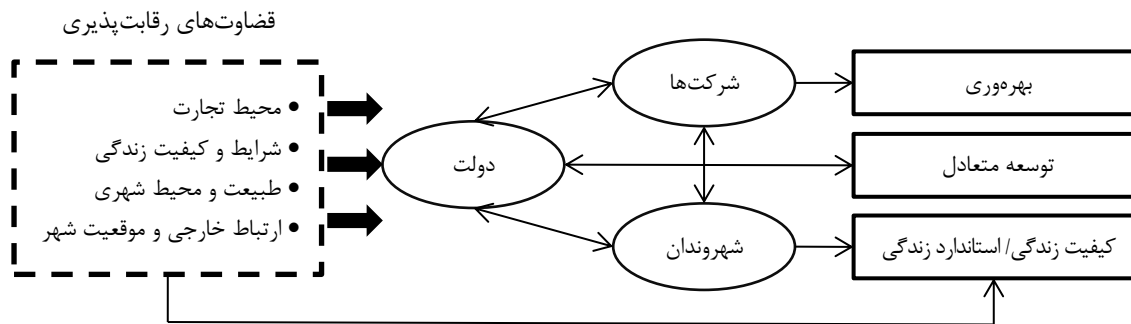 قضاوت‌های رقابت‌پذیری
• محیط تجارت
• شرایط و کیفیت زندگی
• طبیعت و محیط شهری
• ارتباط خارجی و موقعیت شهر
دولت
شرکت‌ها
شهروندان
بهره‌وری
توسعه متعادل
کیفیت زندگی/ استاندارد زندگی